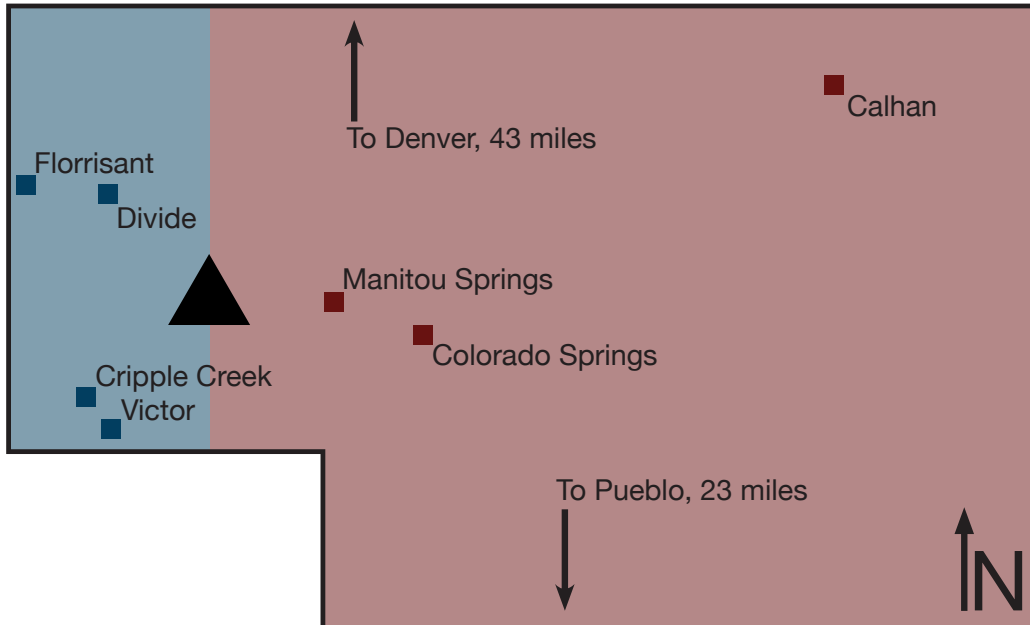 Calhan
To Denver, 43 miles
Florrisant
Divide
Manitou Springs
Colorado Springs
Cripple Creek
Victor
To Pueblo, 23 miles
N